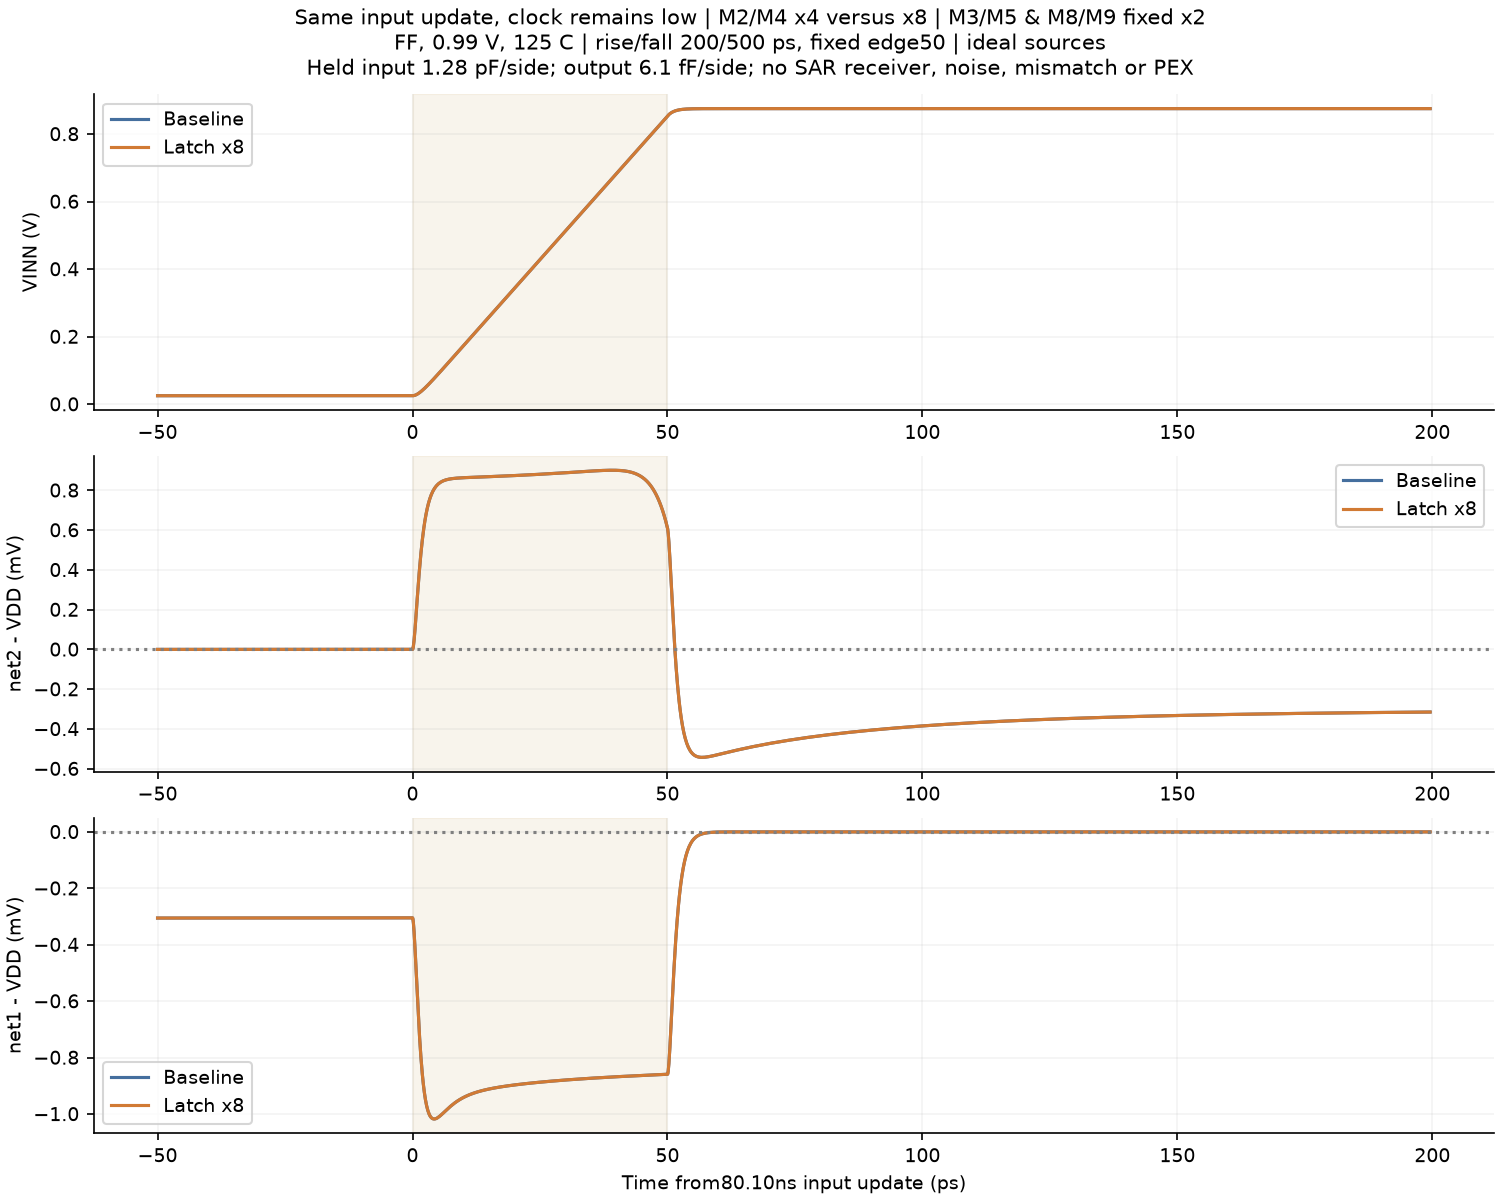 Same input update, clock remains low | M2/M4 x4 versus x8 | M3/M5 & M8/M9 fixed x2
FF, 0.99 V, 125 C | rise/fall 200/500 ps, fixed edge50 | ideal sources
Held input 1.28 pF/side; output 6.1 fF/side; no SAR receiver, noise, mismatch or PEX
VINN (V)
0.8
0.6
0.4
0.2
0.0
Baseline
Latch x8
−50
0
50
100
150
200
net2 - VDD (mV)
0.8
0.6
0.4
0.2
0.0
−0.2
−0.4
−0.6
Baseline
Latch x8
−50
0
50
100
150
200
net1 - VDD (mV)
0.0
−0.2
−0.4
−0.6
−0.8
−1.0
Baseline
Latch x8
−50
0
50
100
150
200
Time from80.10ns input update (ps)